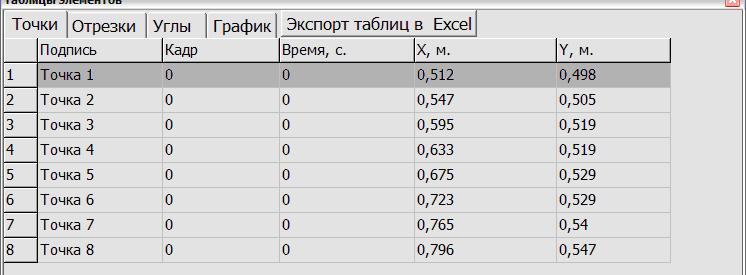 Таблицы элементов
Точки Отрезки Углы График Экспорт таблиц в Excel
Подпись Кадр Время, с. X, м. Y, м.
1 Точка 1 0 0 0,512 0,498
2 Точка 2 0 0 0,547 0,505
3 Точка 3 0 0 0,595 0,519
4 Точка 4 0 0 0,633 0,519
5 Точка 5 0 0 0,675 0,529
6 Точка 6 0 0 0,723 0,529
7 Точка 7 0 0 0,765 0,54
8 Точка 8 0 0 0,796 0,547